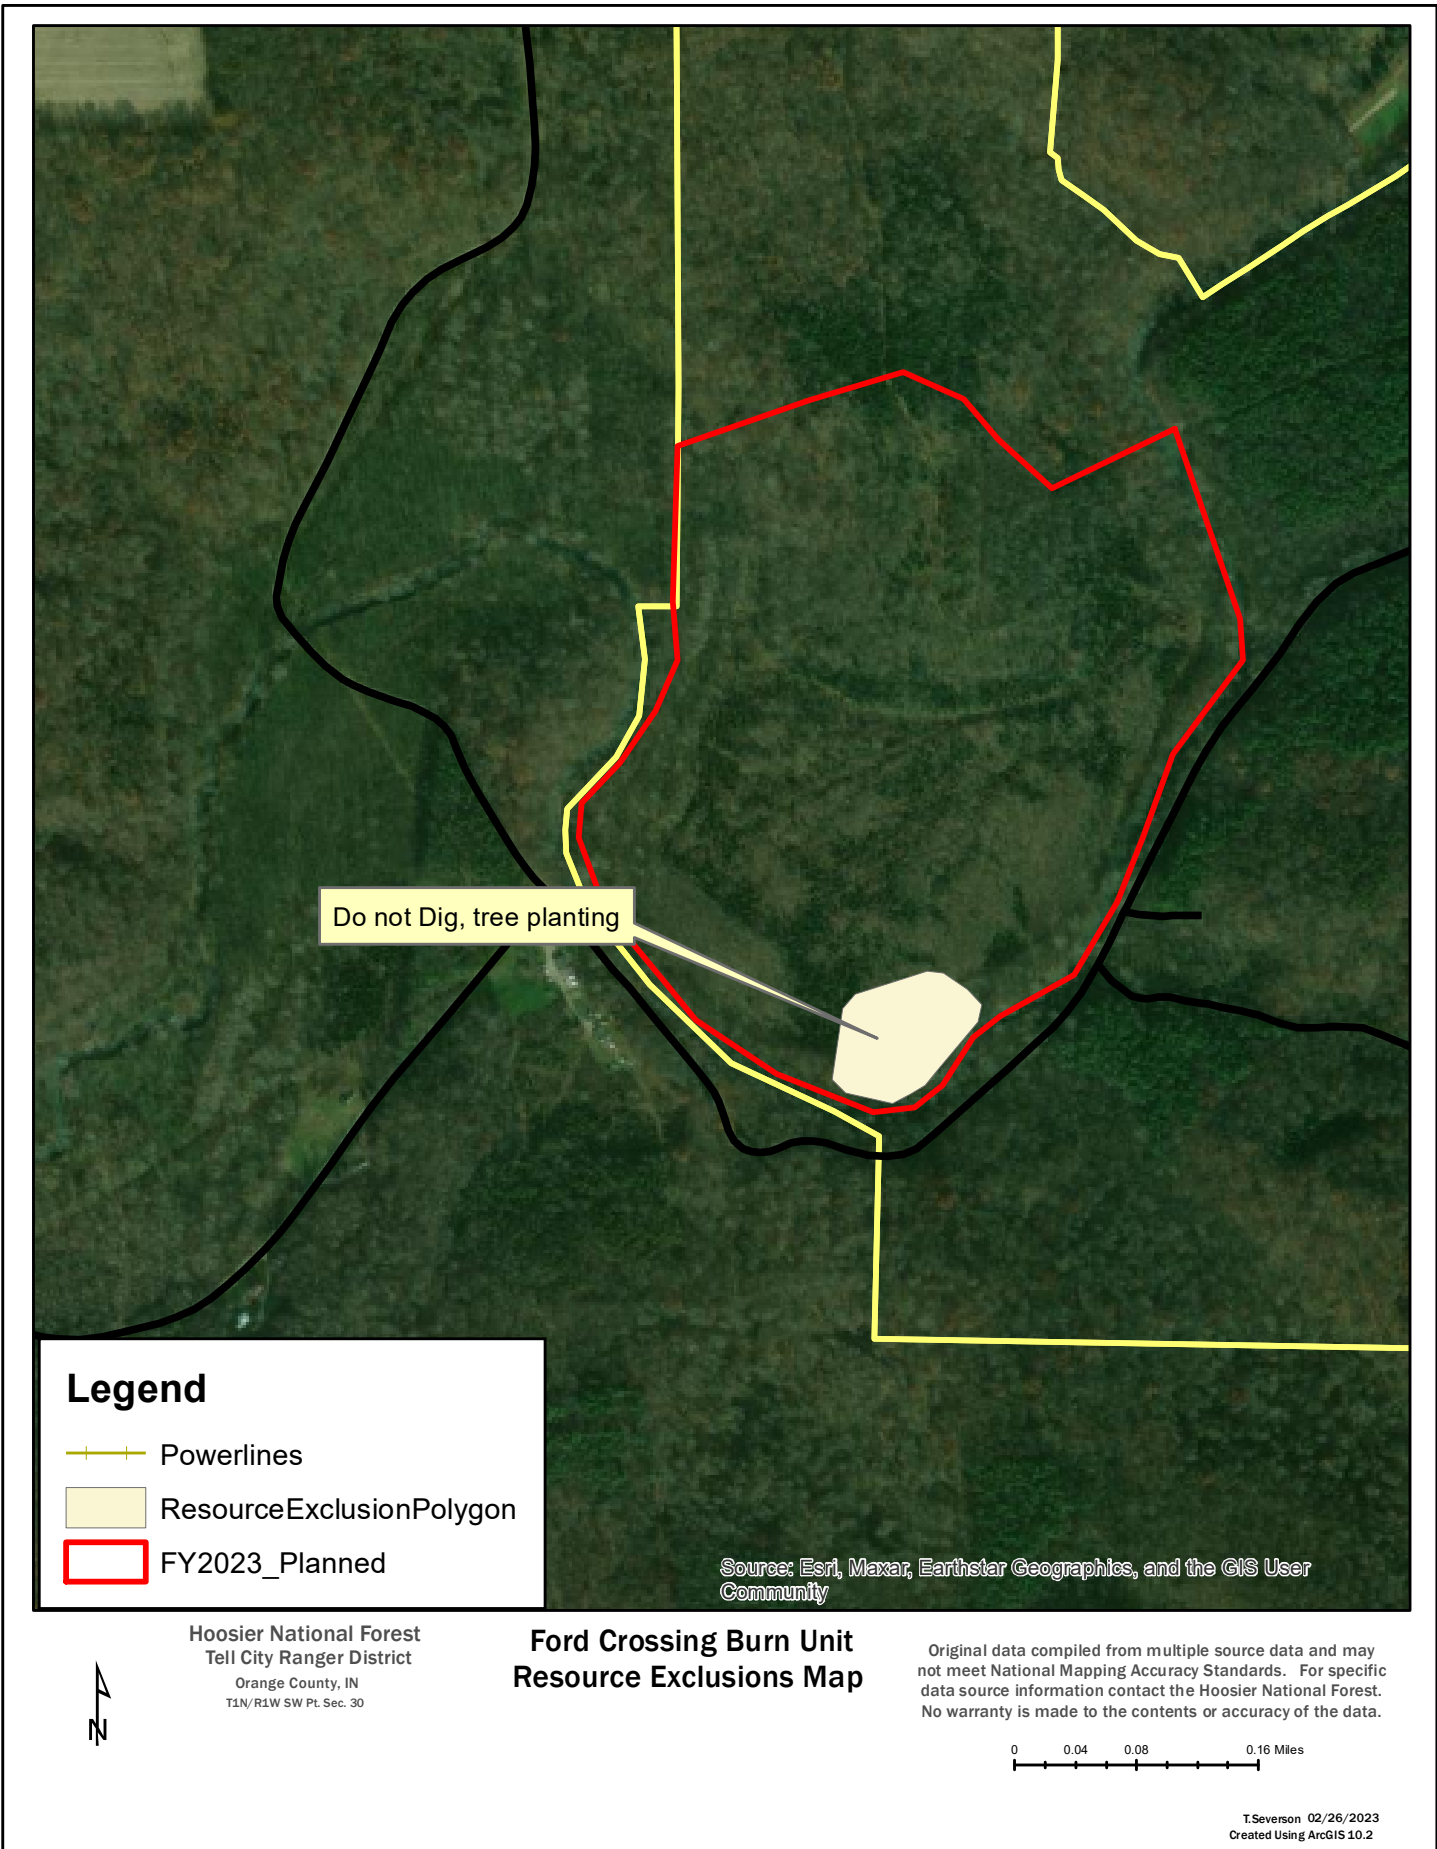 Do not Dig, tree planting
Legend
Powerlines
ResourceExclusionPolygon
FY2023_Planned
Source: Esri, Maxar, Earthstar Geographics, and the GIS User
Community
Hoosier National Forest
Tell City Ranger District
Orange County, IN
T1N/R1W SW Pt. Sec. 30
N
Ford Crossing Burn Unit
Resource Exclusions Map
Original data compiled from multiple source data and may
not meet National Mapping Accuracy Standards. For specific
data source information contact the Hoosier National Forest.
No warranty is made to the contents or accuracy of the data.
0 0.04 0.08 0.16 Miles
T.Severson 02/26/2023
Created Using ArcGIS 10.2